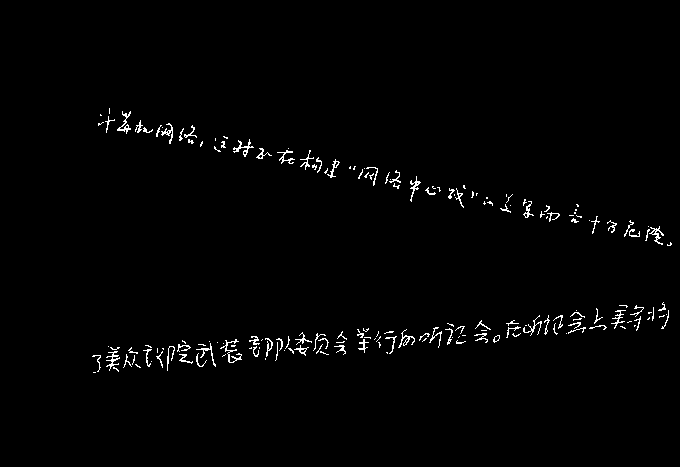 计算机网络,这对正在构建“网络中心战”的美军而言十分危险。
了美众议院武装部队委员会举行的听证会。在听证会上美军将